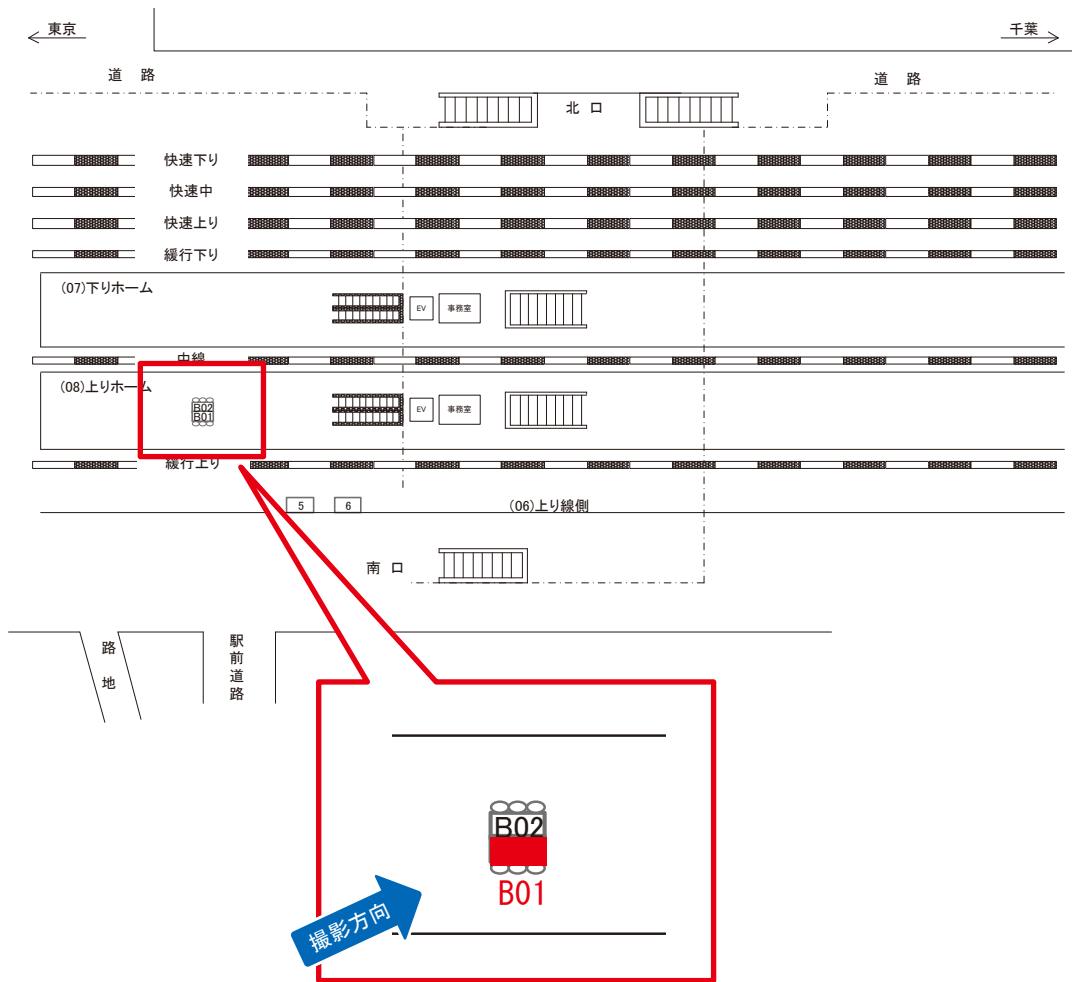 東京
千葉
道 路
道 路
北 口
快速下り
快速中
快速上り
緩行下り
(07)下りホーム
EV
事務室
中線
(08)上りホーム
B02
B01
EV
事務室
緩行上り
5
6
(06)上り線側
南 口
路地
駅前道路
B02
B01
撮影方向